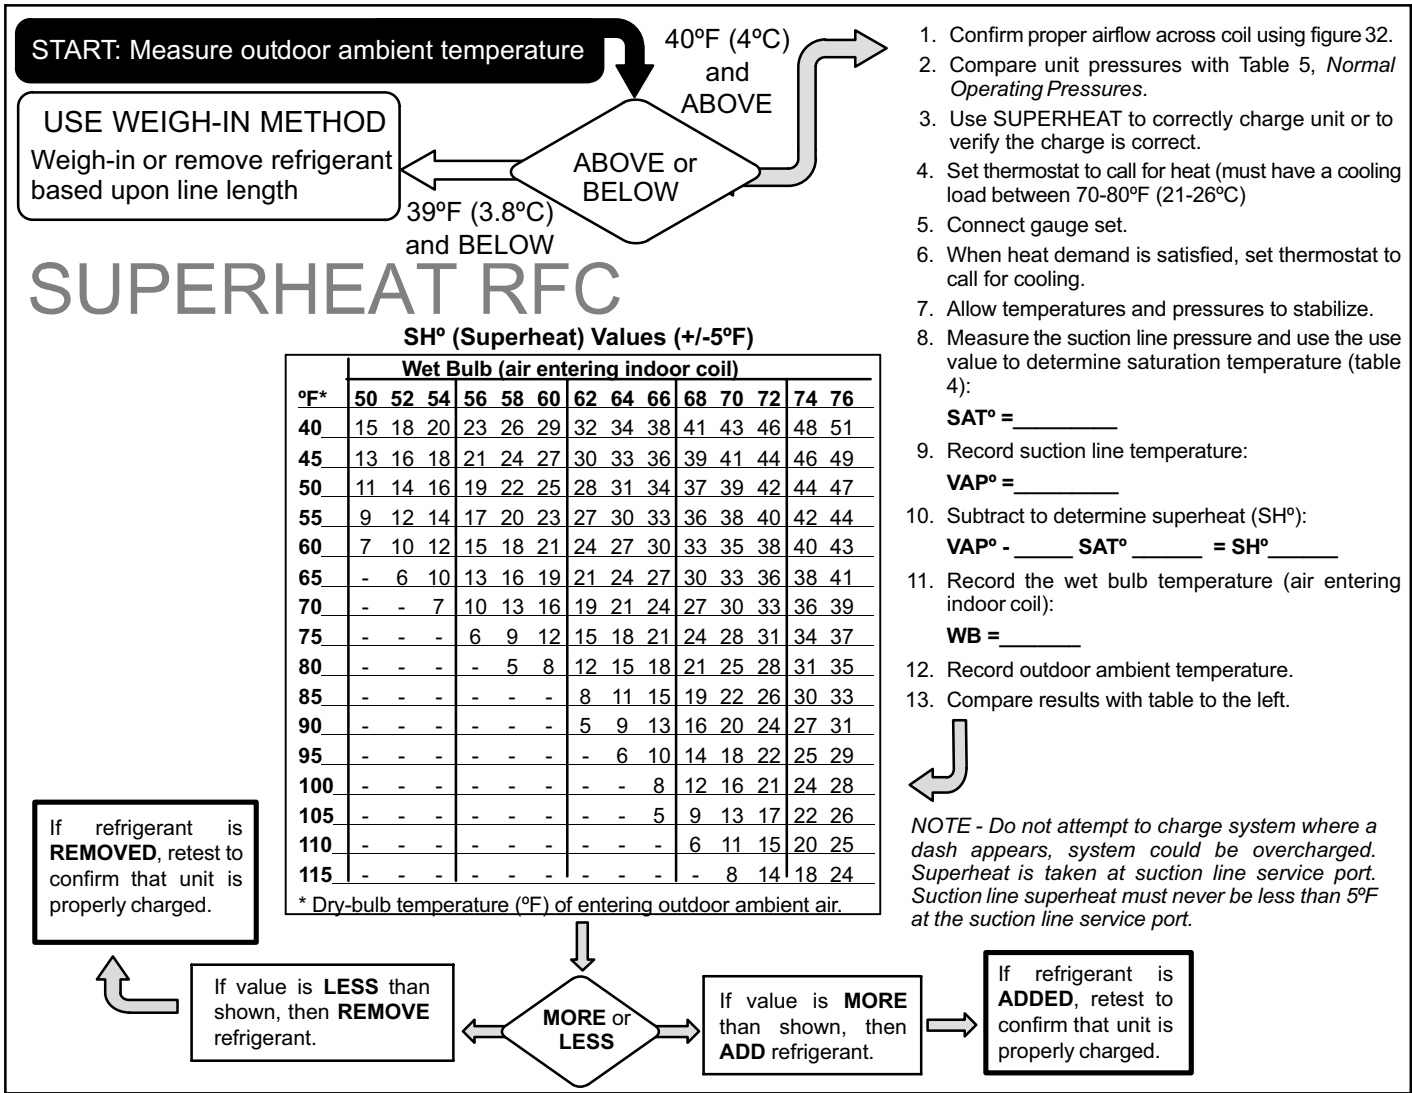 START: Measure outdoor ambient temperature
40ºF (4ºC)
and
ABOVE
USE WEIGH-IN METHOD
Weigh-in or remove refrigerant
based upon line length
ABOVE or
BELOW
39ºF (3.8ºC)
and BELOW
SUPERHEAT RFC
1. Confirm proper airflow across coil using figure 32.
2. Compare unit pressures with Table 5, Normal
Operating Pressures.
3. Use SUPERHEAT to correctly charge unit or to
verify the charge is correct.
4. Set thermostat to call for heat (must have a cooling
load between 70-80ºF (21-26ºC)
5. Connect gauge set.
6. When heat demand is satisfied, set thermostat to
call for cooling.
7. Allow temperatures and pressures to stabilize.
8. Measure the suction line pressure and use the use
value to determine saturation temperature (table
4):
SATº =_________
9. Record suction line temperature:
VAPº =_________
10. Subtract to determine superheat (SHº):
VAPº - _____ SATº ______ = SHº______
11. Record the wet bulb temperature (air entering
indoor coil):
WB =_______
12. Record outdoor ambient temperature.
13. Compare results with table to the left.
SHº (Superheat) Values (+/-5ºF)
Wet Bulb (air entering indoor coil)
ºF* 50 52 54 56 58 60 62 64 66 68 70 72 74 76
40 15 18 20 23 26 29 32 34 38 41 43 46 48 51
45 13 16 18 21 24 27 30 33 36 39 41 44 46 49
50 11 14 16 19 22 25 28 31 34 37 39 42 44 47
55 9 12 14 17 20 23 27 30 33 36 38 40 42 44
60 7 10 12 15 18 21 24 27 30 33 35 38 40 43
65 - 6 10 13 16 19 21 24 27 30 33 36 38 41
70 - - 7 10 13 16 19 21 24 27 30 33 36 39
75 - - - 6 9 12 15 18 21 24 28 31 34 37
80 - - - - 5 8 12 15 18 21 25 28 31 35
85 - - - - - - 8 11 15 19 22 26 30 33
90 - - - - - - 5 9 13 16 20 24 27 31
95 - - - - - - - 6 10 14 18 22 25 29
100 - - - - - - - - 8 12 16 21 24 28
105 - - - - - - - - 5 9 13 17 22 26
110 - - - - - - - - - 6 11 15 20 25
115 - - - - - - - - - - 8 14 18 24
* Dry-bulb temperature (ºF) of entering outdoor ambient air.
NOTE - Do not attempt to charge system where a
dash appears, system could be overcharged.
Superheat is taken at suction line service port.
Suction line superheat must never be less than 5ºF
at the suction line service port.
If refrigerant is
REMOVED, retest to
confirm that unit is
properly charged.
If value is LESS than
shown, then REMOVE
refrigerant.
MORE or
LESS
If value is MORE
than shown, then
ADD refrigerant.
If refrigerant is
ADDED, retest to
confirm that unit is
properly charged.